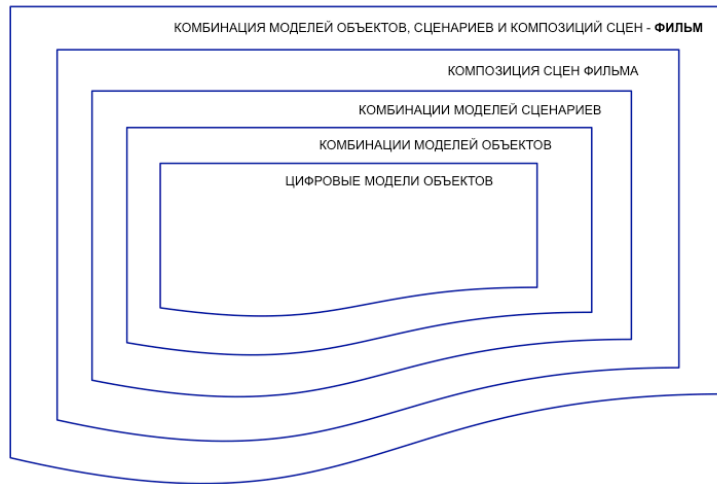 КОМБИНАЦИЯ МОДЕЛЕЙ ОБЪЕКТОВ, СЦЕНАРИЕВ И КОМПОЗИЦИЙ СЦЕН - ФИЛЬМ
КОМПОЗИЦИЯ СЦЕН ФИЛЬМА
КОМБИНАЦИИ МОДЕЛЕЙ СЦЕНАРИЕВ
КОМБИНАЦИИ МОДЕЛЕЙ ОБЪЕКТОВ
ЦИФРОВЫЕ МОДЕЛИ ОБЪЕКТОВ